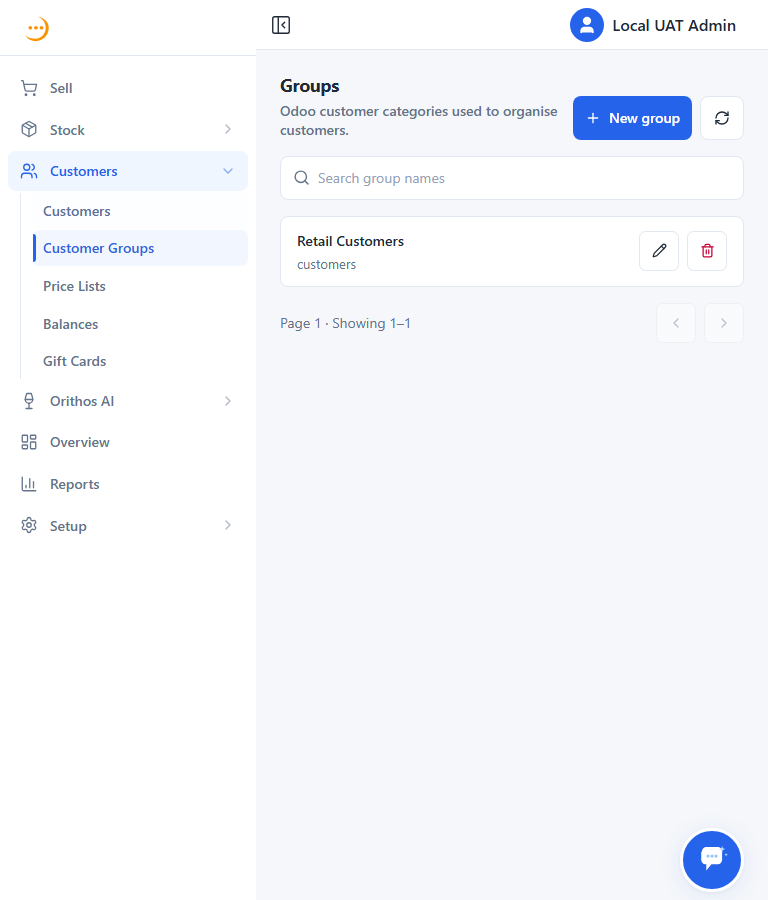 Local UAT Admin
Sell
Stock
Customers
Customers
Customer Groups
Price Lists
Balances
Gift Cards
Orithos AI
Overview
Reports
Setup
Groups
Odoo customer categories used to organise
customers.
New group
Search group names
Retail Customers
customers
Page 1 · Showing 1–1